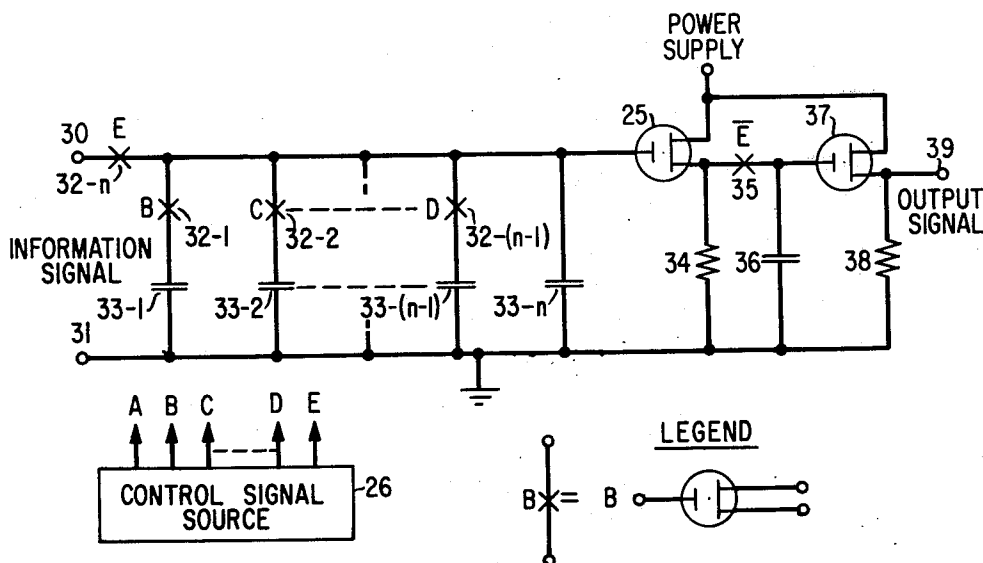 POWER
SUPPLY
30
E
32-n
25
E̅
35
37
39
OUTPUT
SIGNAL
B
32-1
C
32-2
D
32-(n-1)
INFORMATION
SIGNAL
33-1
33-2
33-(n-1)
33-n
34
36
38
31
A B C D E
CONTROL SIGNAL
SOURCE
26
LEGEND
B = B